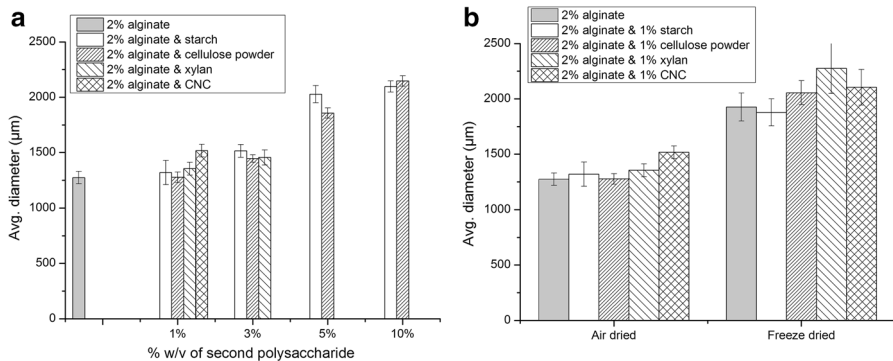 a
2% alginate
2% alginate & starch
2% alginate & cellulose powder
2% alginate & xylan
2% alginate & CNC
2500
2000
1500
1000
500
0
Avg. diameter (µm)
1%
3%
5%
10%
% w/v of second polysaccharide
b
2% alginate
2% alginate & 1% starch
2% alginate & 1% cellulose powder
2% alginate & 1% xylan
2% alginate & 1% CNC
2500
2000
1500
1000
500
0
Avg. diameter (µm)
Air dried
Freeze dried